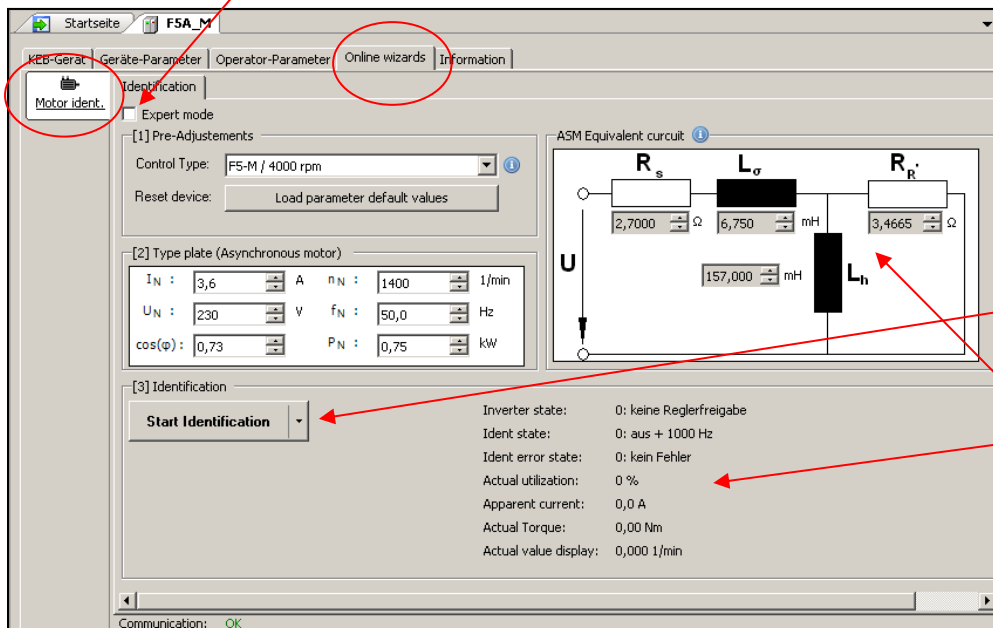 Startseite F5A_M
KEB-Gerät Geräte-Parameter Operator-Parameter Online wizards Information
Motor ident.
Identification
Expert mode
[1] Pre-Adjustements
Control Type: F5-M / 4000 rpm
Reset device: Load parameter default values
ASM Equivalent curcuit
Rs Lσ RR'
2,7000 Ω 6,750 mH 3,4665 Ω
U 157,000 mH Lh
[2] Type plate (Asynchronous motor)
IN : 3,6 A nN : 1400 1/min
UN : 230 V fN : 50,0 Hz
cos(φ) : 0,73 PN : 0,75 kW
[3] Identification
Start Identification
Inverter state: 0: keine Reglerfreigabe
Ident state: 0: aus + 1000 Hz
Ident error state: 0: kein Fehler
Actual utilization: 0 %
Apparent current: 0,0 A
Actual Torque: 0,00 Nm
Actual value display: 0,000 1/min
Communication: OK